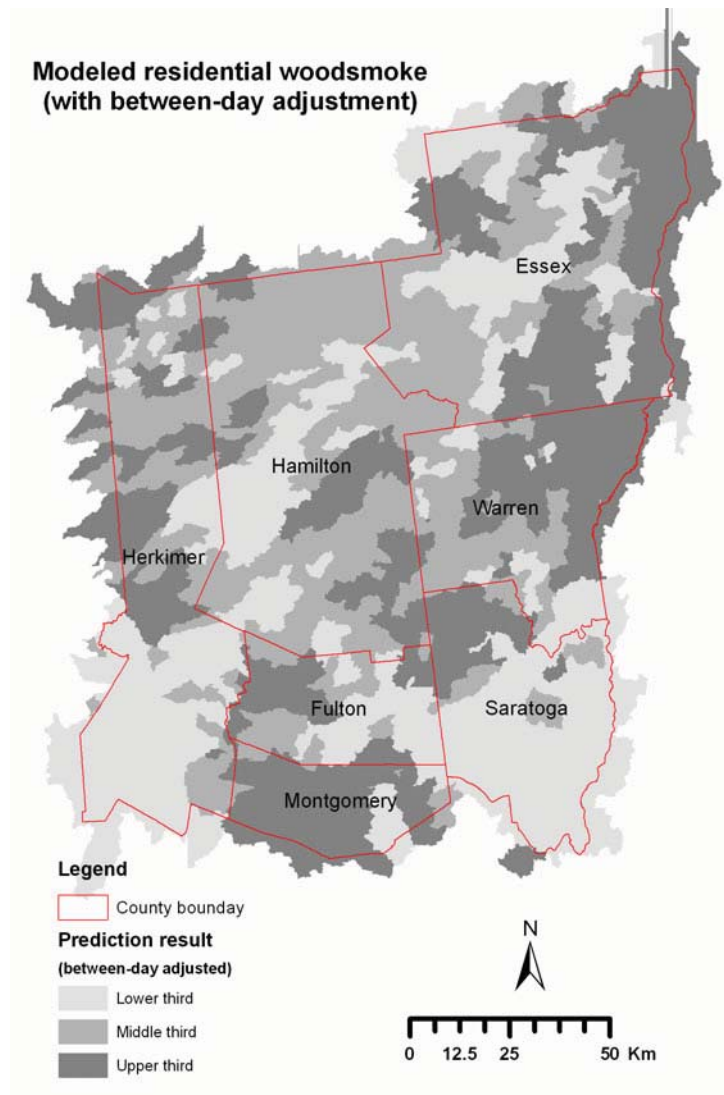 Modeled residential woodsmoke
(with between-day adjustment)
Essex
Hamilton
Warren
Herkimer
Fulton
Saratoga
Montgomery
Legend
County bounday
Prediction result
(between-day adjusted)
Lower third
Middle third
Upper third
N
0 12.5 25 50 Km